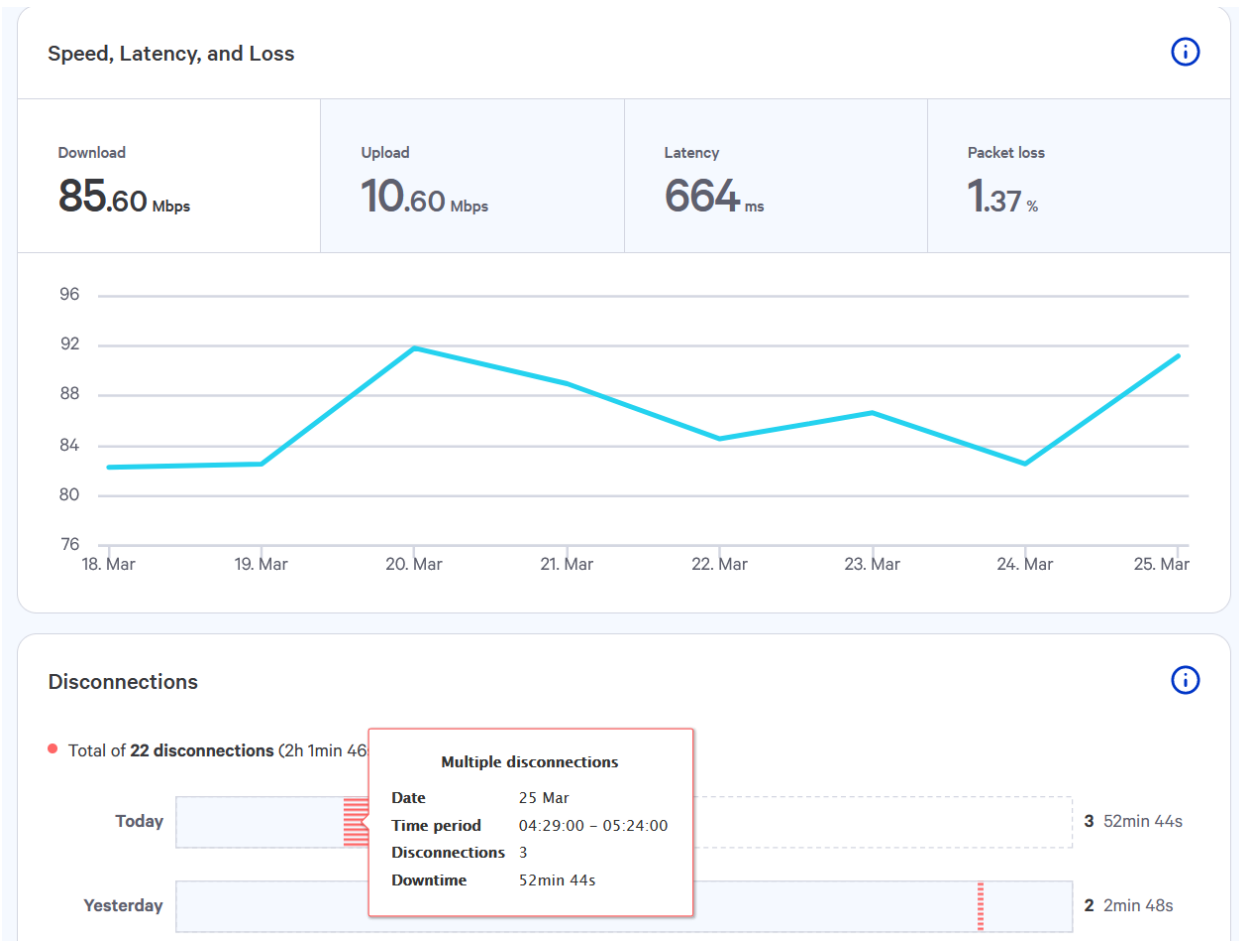 Speed, Latency, and Loss
Download
85.60 Mbps
Upload
10.60 Mbps
Latency
664 ms
Packet loss
1.37 %
96
92
88
84
80
76
18. Mar
19. Mar
20. Mar
21. Mar
22. Mar
23. Mar
24. Mar
25. Mar
Disconnections
Total of 22 disconnections (2h 1min 46
Multiple disconnections
Date 25 Mar
Time period 04:29:00 – 05:24:00
Disconnections 3
Downtime 52min 44s
Today
3 52min 44s
Yesterday
2 2min 48s